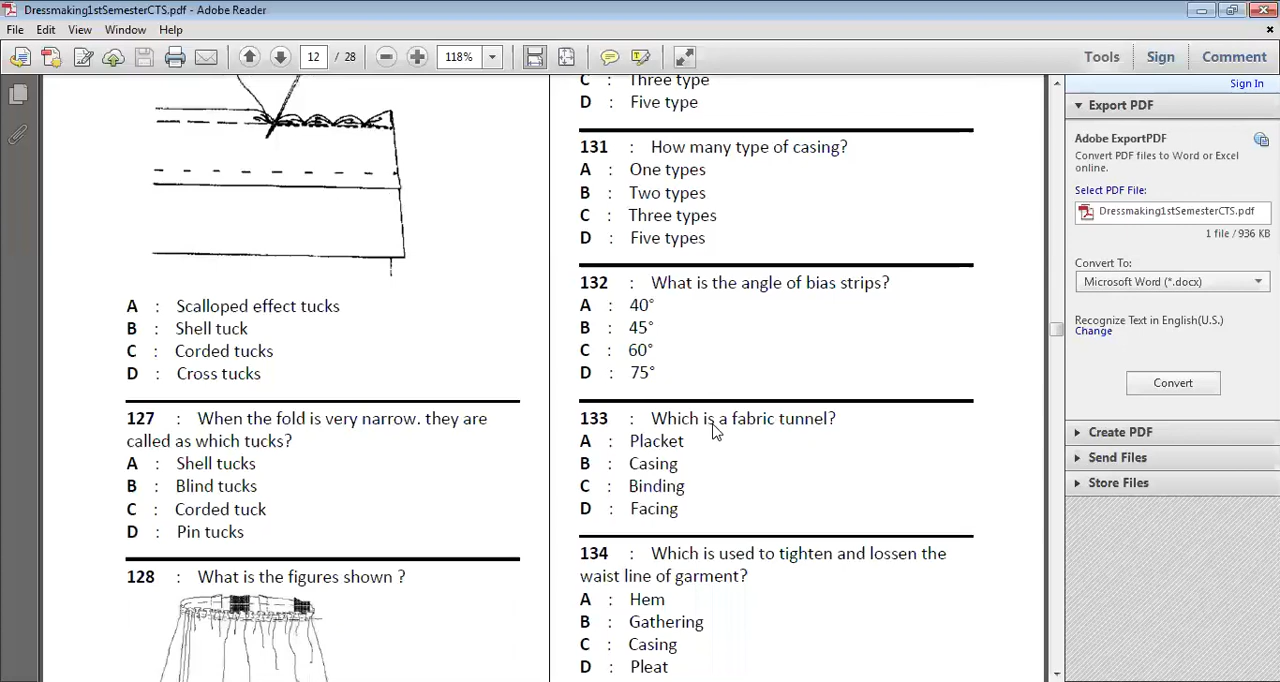 Dressmaking1stSemesterCTS.pdf - Adobe Reader
File Edit View Window Help
12 / 28
118%
Tools
Sign
Comment
A : Scalloped effect tucks
B : Shell tuck
C : Corded tucks
D : Cross tucks
127 : When the fold is very narrow. they are
called as which tucks?
A : Shell tucks
B : Blind tucks
C : Corded tuck
D : Pin tucks
128 : What is the figures shown ?
C : Three type
D : Five type
131 : How many type of casing?
A : One types
B : Two types
C : Three types
D : Five types
132 : What is the angle of bias strips?
A : 40°
B : 45°
C : 60°
D : 75°
133 : Which is a fabric tunnel?
A : Placket
B : Casing
C : Binding
D : Facing
134 : Which is used to tighten and lossen the
waist line of garment?
A : Hem
B : Gathering
C : Casing
D : Pleat
Sign In
Export PDF
Adobe ExportPDF
Convert PDF files to Word or Excel
online.
Select PDF File:
Dressmaking1stSemesterCTS.pdf
1 file / 936 KB
Convert To:
Microsoft Word (*.docx)
Recognize Text in English(U.S.)
Change
Convert
Create PDF
Send Files
Store Files